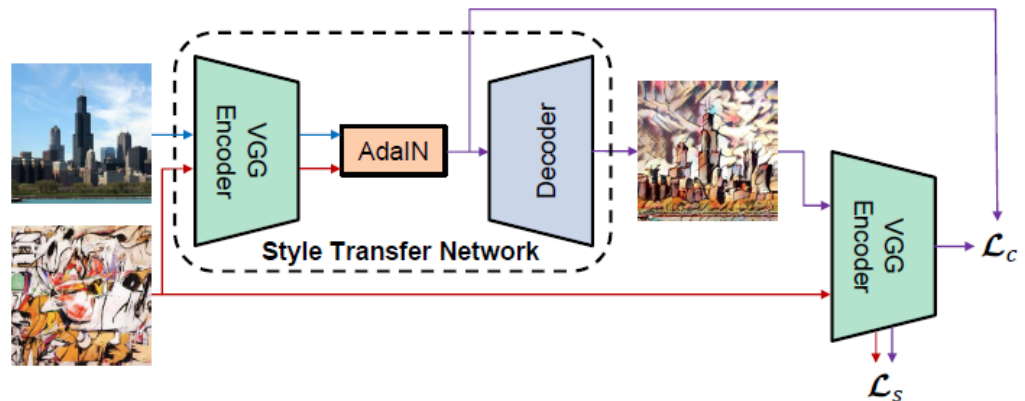 VGG
Encoder
AdaIN
Decoder
Style Transfer Network
VGG
Encoder
ℒc
ℒs